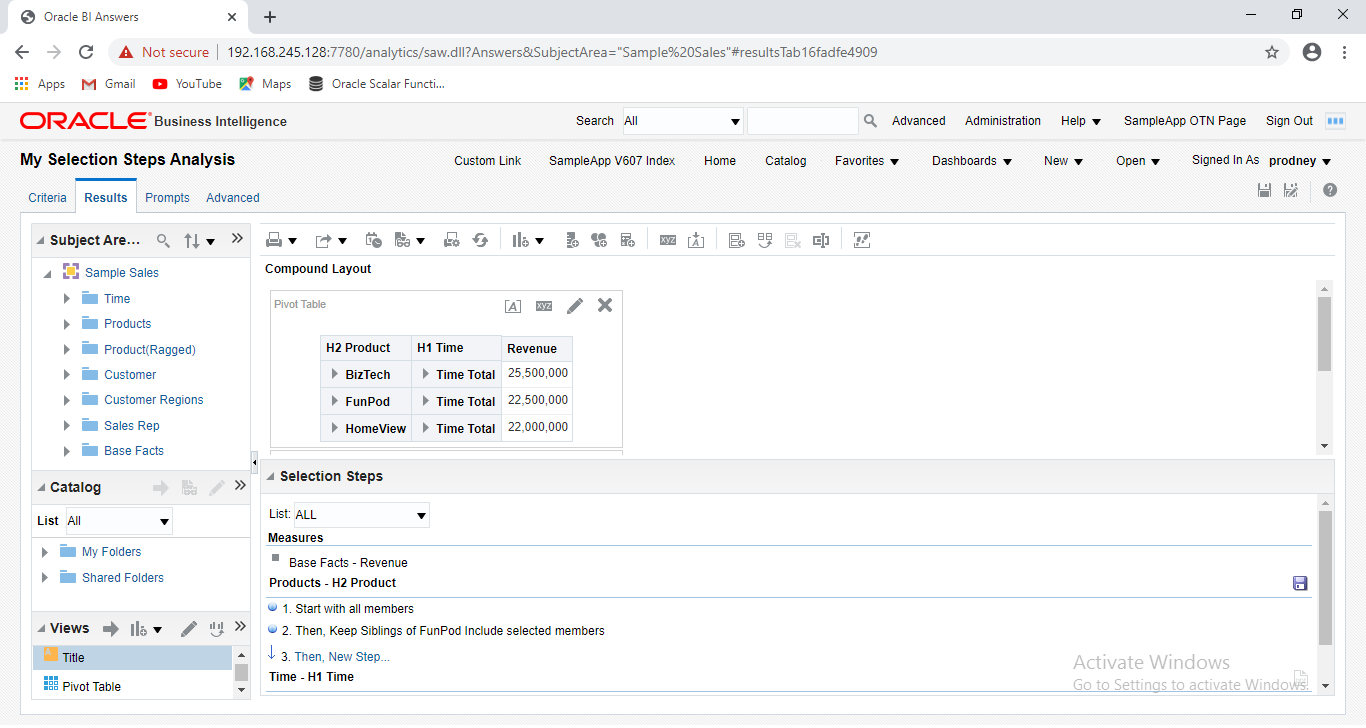 Oracle BI Answers
Not secure 192.168.245.128:7780/analytics/saw.dll?Answers&SubjectArea="Sample%20Sales"#resultsTab16fadfe4909
Apps Gmail YouTube Maps Oracle Scalar Functi...
ORACLE Business Intelligence
Search All Advanced Administration Help SampleApp OTN Page Sign Out
My Selection Steps Analysis
Custom Link SampleApp V607 Index Home Catalog Favorites Dashboards New Open Signed In As prodney
Criteria Results Prompts Advanced
Subject Are...
Sample Sales
Time
Products
Product(Ragged)
Customer
Customer Regions
Sales Rep
Base Facts
Catalog
List All
My Folders
Shared Folders
Views
Title
Pivot Table
Compound Layout
Pivot Table
H2 Product H1 Time Revenue
BizTech Time Total 25,500,000
FunPod Time Total 22,500,000
HomeView Time Total 22,000,000
Selection Steps
List: ALL
Measures
Base Facts - Revenue
Products - H2 Product
1. Start with all members
2. Then, Keep Siblings of FunPod Include selected members
3. Then, New Step...
Time - H1 Time
Activate Windows
Go to Settings to activate Windows.